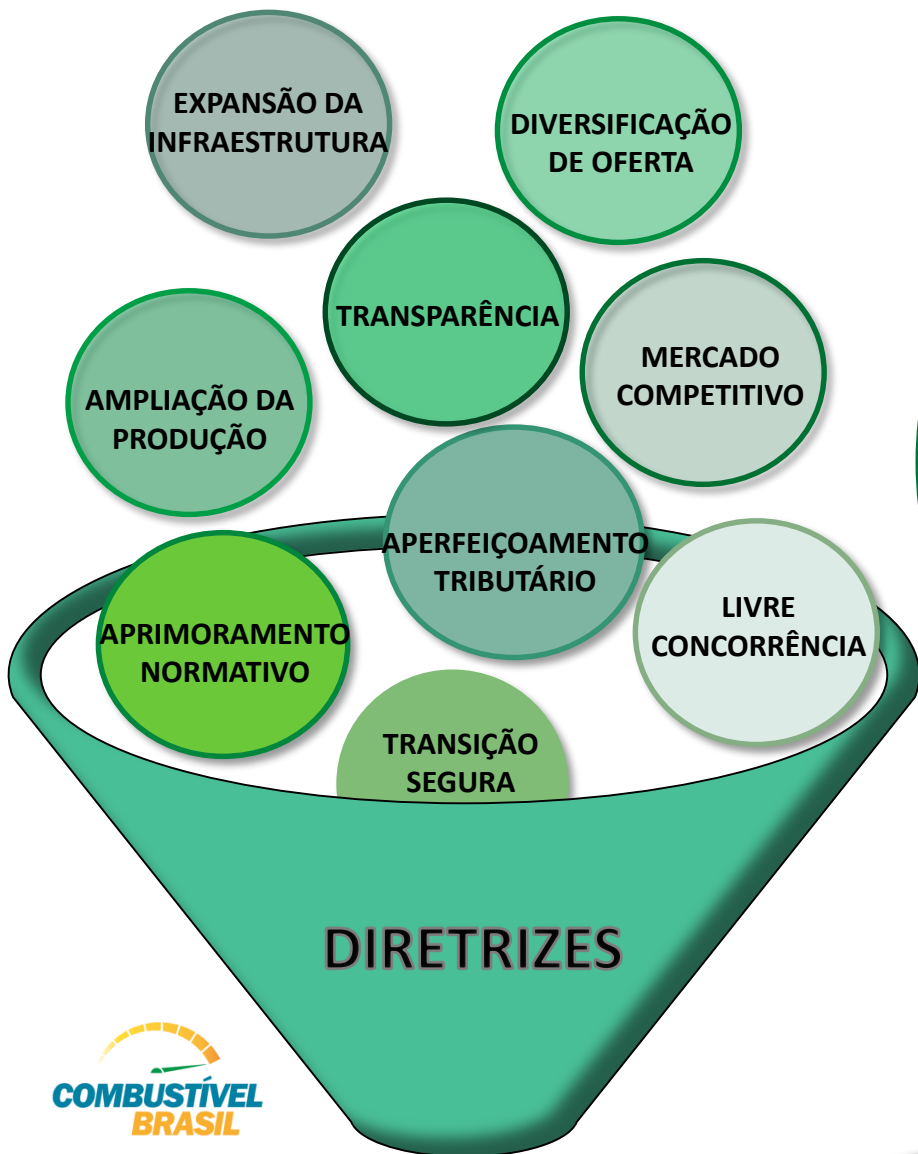 EXPANSÃO DA
INFRAESTRUTURA
DIVERSIFICAÇÃO
DE OFERTA
TRANSPARÊNCIA
MERCADO
COMPETITIVO
AMPLIAÇÃO DA
PRODUÇÃO
APERFEIÇOAMENTO
TRIBUTÁRIO
LIVRE
CONCORRÊNCIA
APRIMORAMENTO
NORMATIVO
TRANSIÇÃO
SEGURA
DIRETRIZES
COMBUSTÍVEL
BRASIL